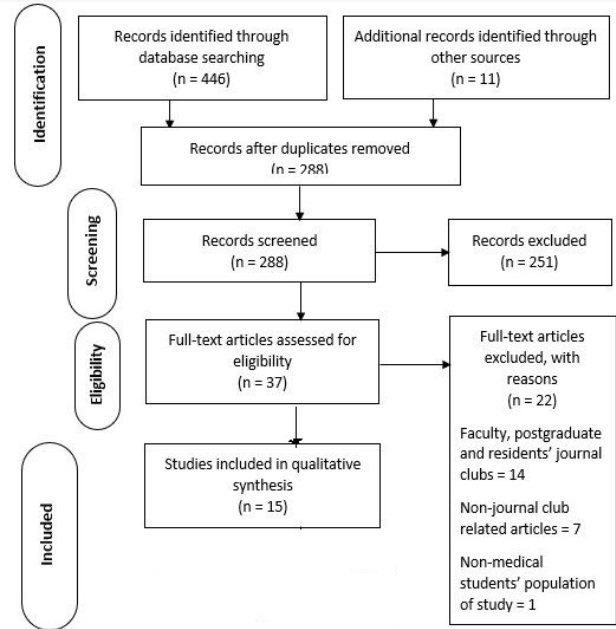 Identification
Records identified through
database searching
(n = 446)
Additional records identified through
other sources
(n = 11)
Records after duplicates removed
(n = 288)
Screening
Records screened
(n = 288)
Records excluded
(n = 251)
Eligibility
Full-text articles assessed for
eligibility
(n = 37)
Full-text articles
excluded, with
reasons
(n = 22)
Faculty, postgraduate
and residents’ journal
clubs = 14
Non-journal club
related articles = 7
Non-medical
students’ population
of study = 1
Included
Studies included in qualitative
synthesis
(n = 15)